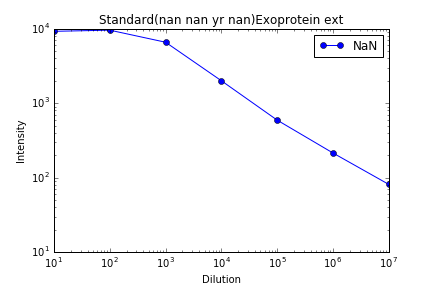 Standard(nan nan yr nan)Exoprotein ext
NaN
Intensity
10^4
10^3
10^2
10^1
10^1 10^2 10^3 10^4 10^5 10^6 10^7
Dilution